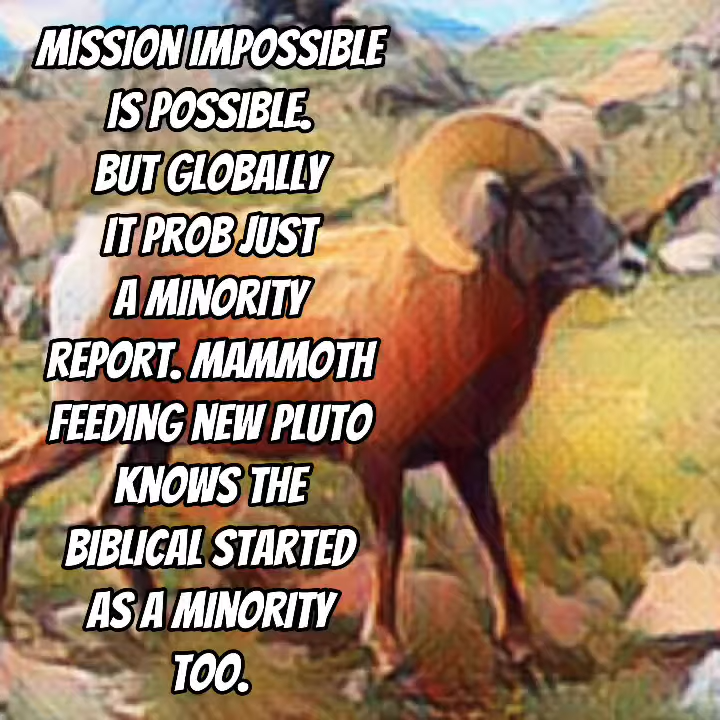 MISSION IMPOSSIBLE
IS POSSIBLE.
BUT GLOBALLY
IT PROB JUST
A MINORITY
REPORT. MAMMOTH
FEEDING NEW PLUTO
KNOWS THE
BIBLICAL STARTED
AS A MINORITY
TOO.